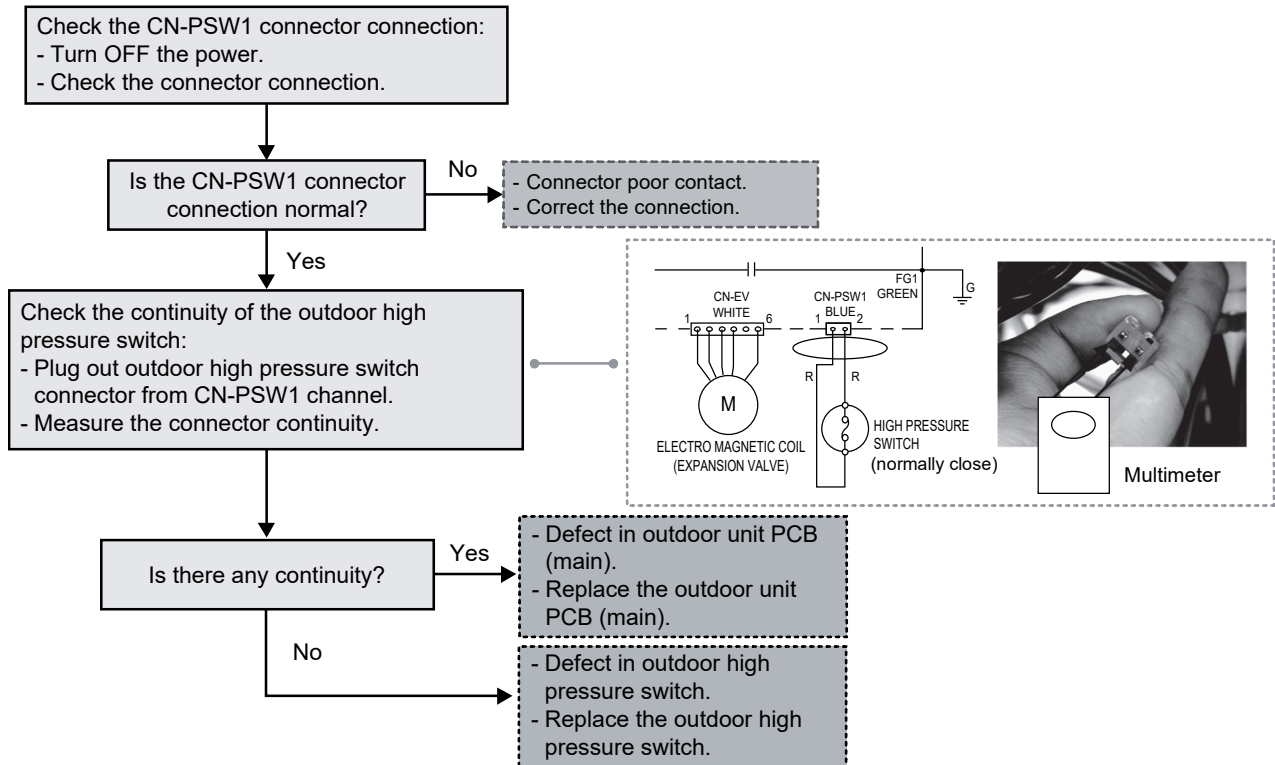 Check the CN-PSW1 connector connection:
- Turn OFF the power.
- Check the connector connection.
Is the CN-PSW1 connector
connection normal?
No
- Connector poor contact.
- Correct the connection.
Yes
Check the continuity of the outdoor high
pressure switch:
- Plug out outdoor high pressure switch
connector from CN-PSW1 channel.
- Measure the connector continuity.
FG1
GREEN
G
CN-EV
WHITE
1
6
CN-PSW1
BLUE
1
2
R
R
M
ELECTRO MAGNETIC COIL
(EXPANSION VALVE)
HIGH PRESSURE
SWITCH
(normally close)
Multimeter
Is there any continuity?
Yes
- Defect in outdoor unit PCB
(main).
- Replace the outdoor unit
PCB (main).
No
- Defect in outdoor high
pressure switch.
- Replace the outdoor high
pressure switch.